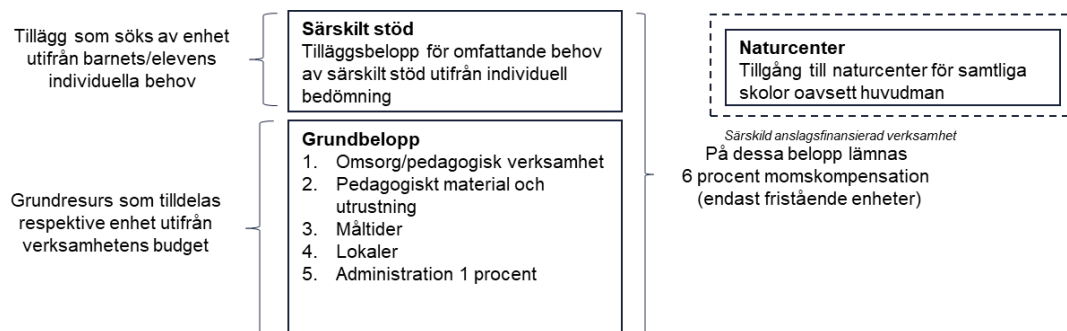 Tillägg som söks av enhet
utifrån barnets/elevens
individuella behov
Särskilt stöd
Tilläggsbelopp för omfattande behov
av särskilt stöd utifrån individuell
bedömning
Grundresurs som tilldelas
respektive enhet utifrån
verksamhetens budget
Grundbelopp
1. Omsorg/pedagogisk verksamhet
2. Pedagogiskt material och
utrustning
3. Måltider
4. Lokaler
5. Administration 1 procent
Naturcenter
Tillgång till naturcenter för samtliga
skolor oavsett huvudman
Särskild anslagsfinansierad verksamhet
På dessa belopp lämnas
6 procent momskompensation
(endast fristående enheter)